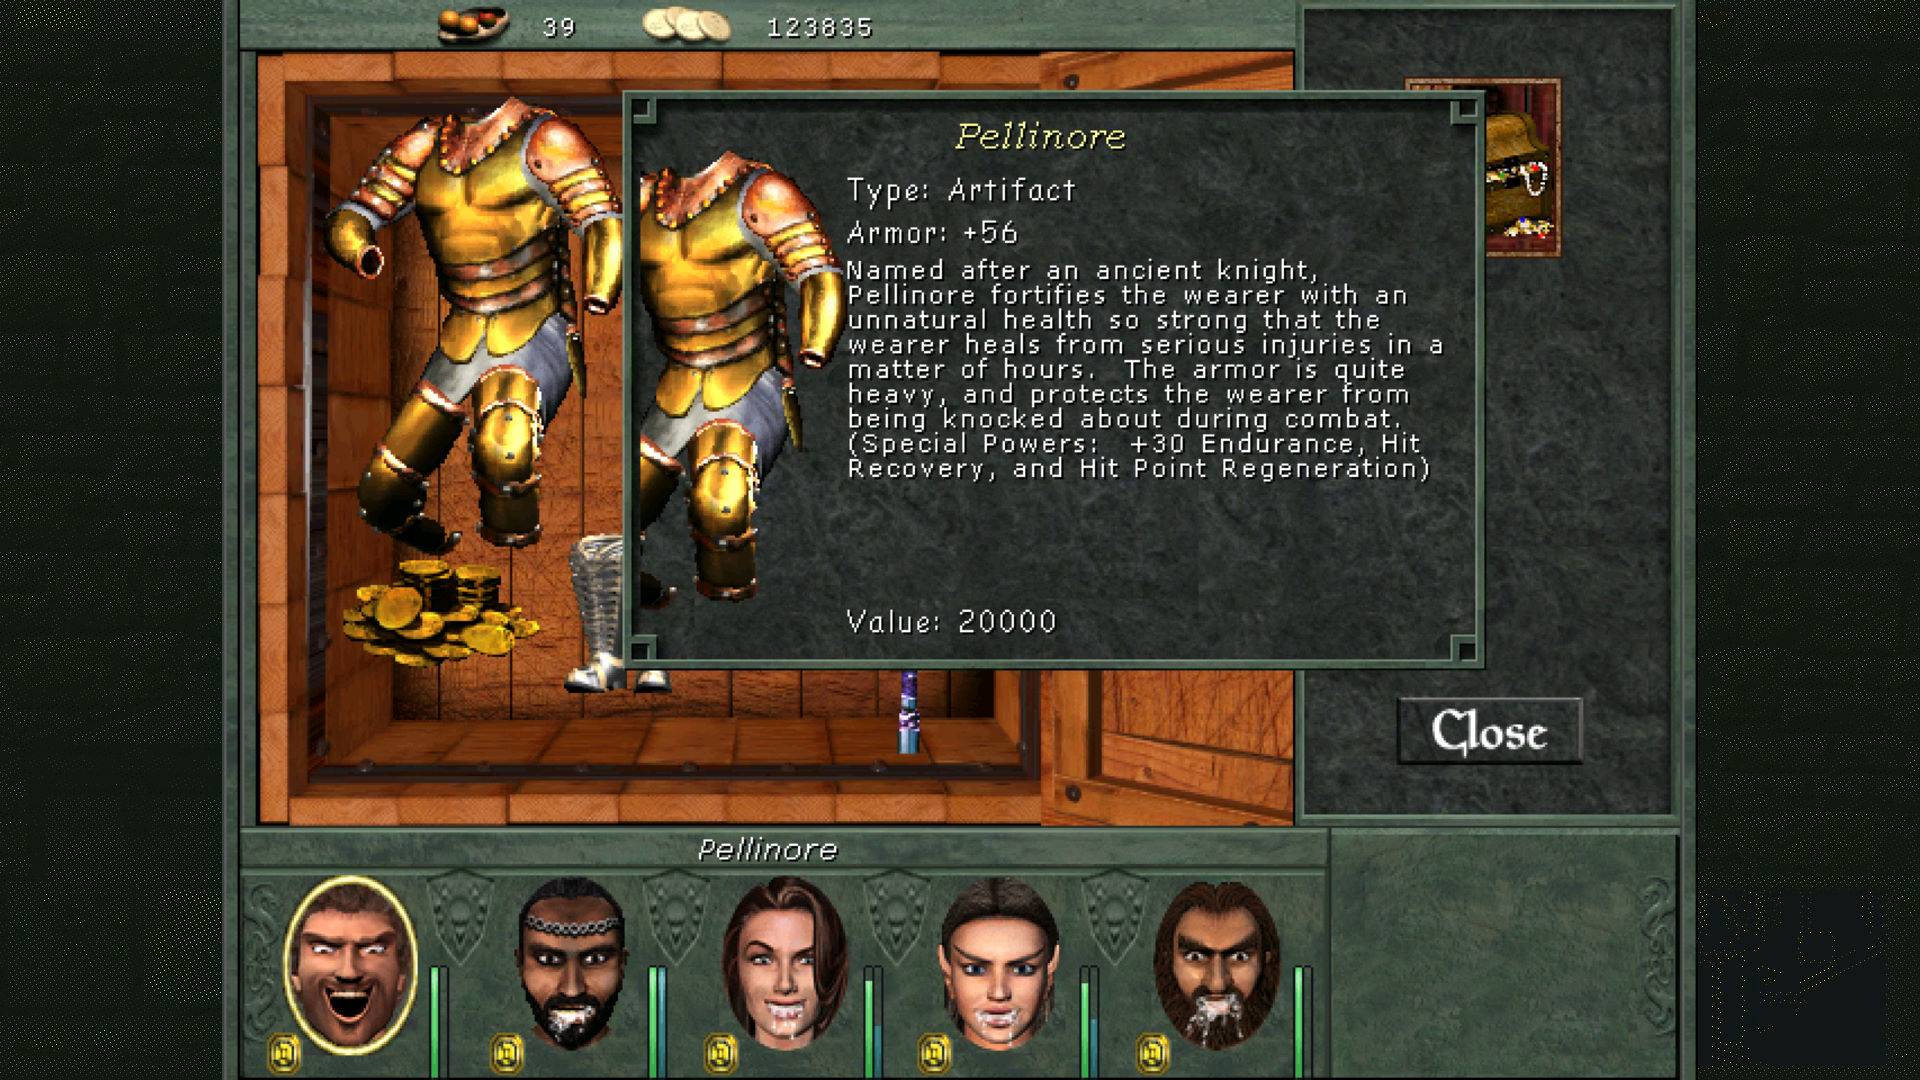 39 123835
Pellinore
Type: Artifact
Armor: +56
Named after an ancient knight,
Pellinore fortifies the wearer with an
unnatural health so strong that the
wearer heals from serious injuries in a
matter of hours.  The armor is quite
heavy, and protects the wearer from
being knocked about during combat.
(Special Powers:  +30 Endurance, Hit
Recovery, and Hit Point Regeneration)
Value: 20000
Close
Pellinore